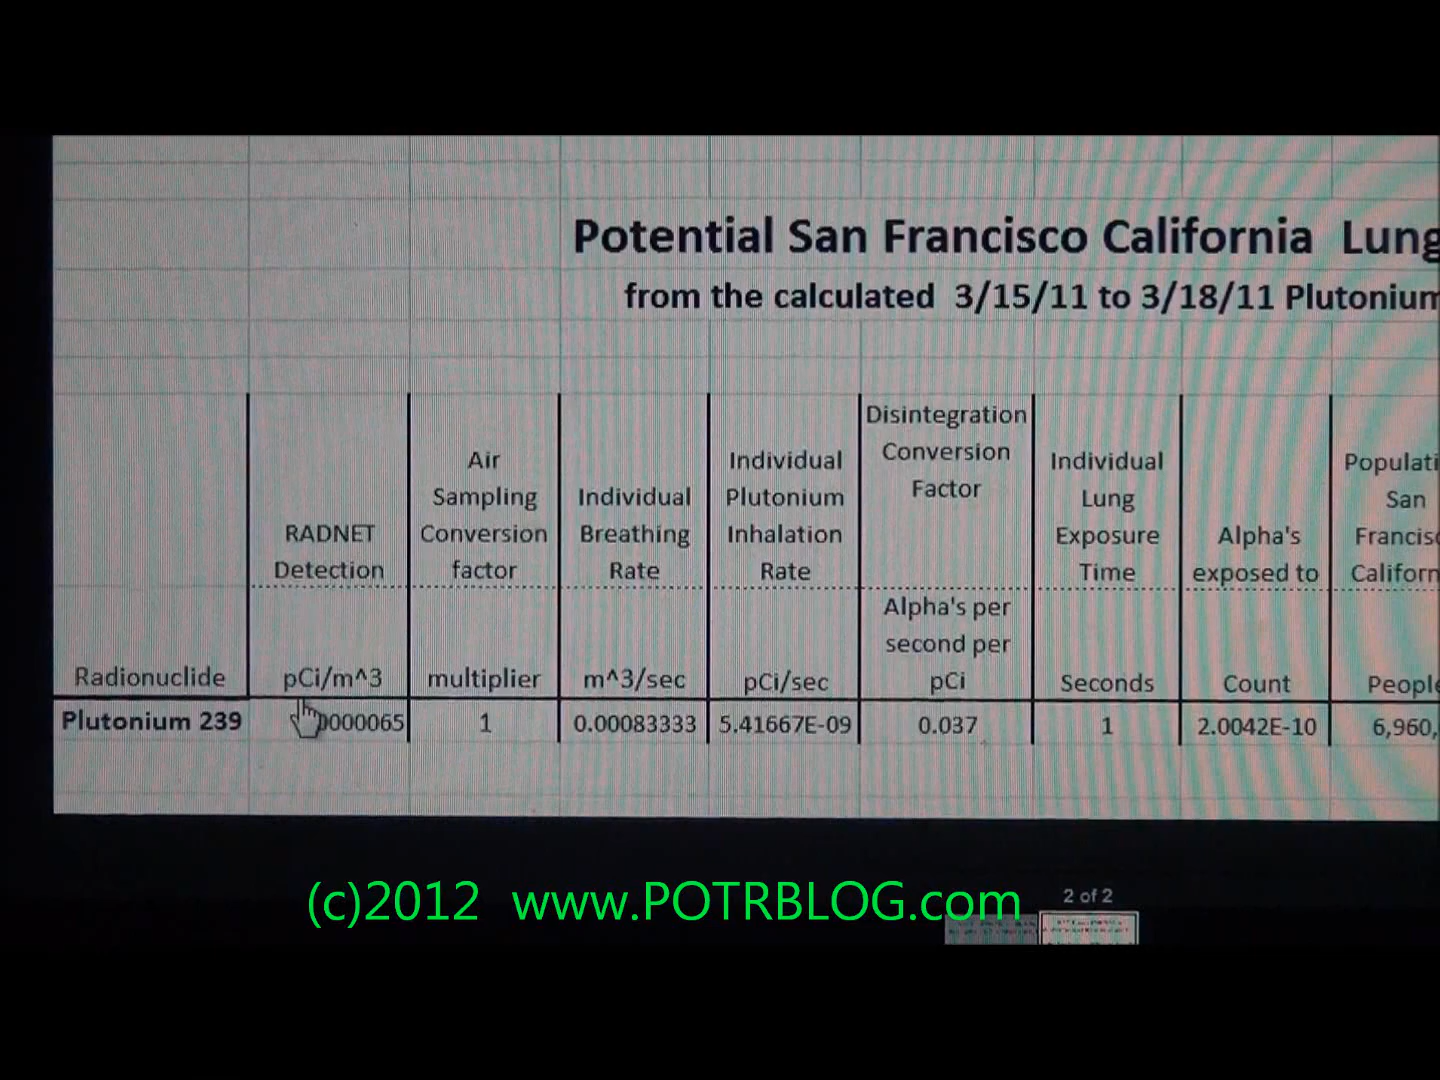 Potential San Francisco California Lung
from the calculated 3/15/11 to 3/18/11 Plutonium
RADNET
Detection
Air
Sampling
Conversion
factor
Individual
Breathing
Rate
Individual
Plutonium
Inhalation
Rate
Disintegration
Conversion
Factor
Individual
Lung
Exposure
Time
Alpha's
exposed to
San
Radionuclide
pCi/m^3
multiplier
m^3/sec
pCi/sec
Alpha's per
second per
pCi
Seconds
Count
Plutonium 239
1
0.00083333
5.41667E-09
0.037
1
2.0042E-10
(c)2012 www.POTRBLOG.com
2 of 2